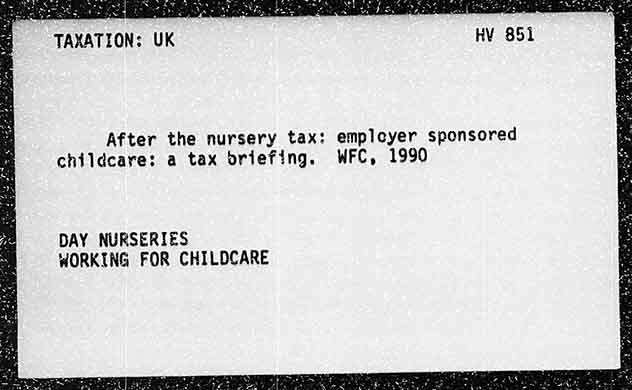 TAXATION: UK HV 851
After the nursery tax: employer sponsored
childcare: a tax briefing. WFC, 1990
DAY NURSERIES
WORKING FOR CHILDCARE